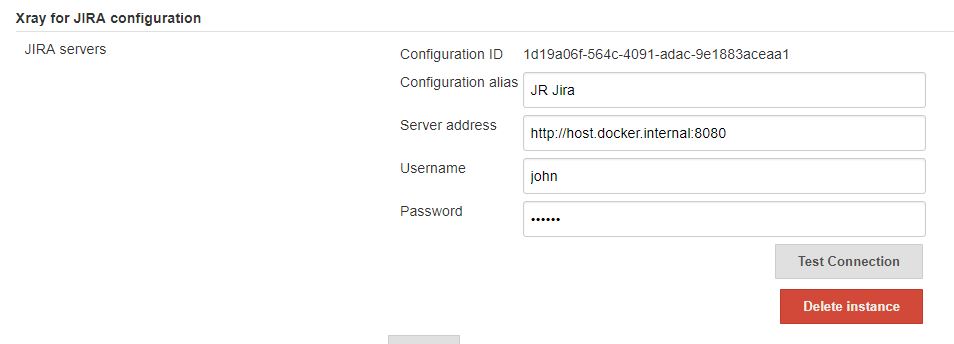 Xray for JIRA configuration
JIRA servers
Configuration ID 1d19a06f-564c-4091-adac-9e1883aceaa1
Configuration alias JR Jira
Server address http://host.docker.internal:8080
Username john
Password ••••••
Test Connection
Delete instance